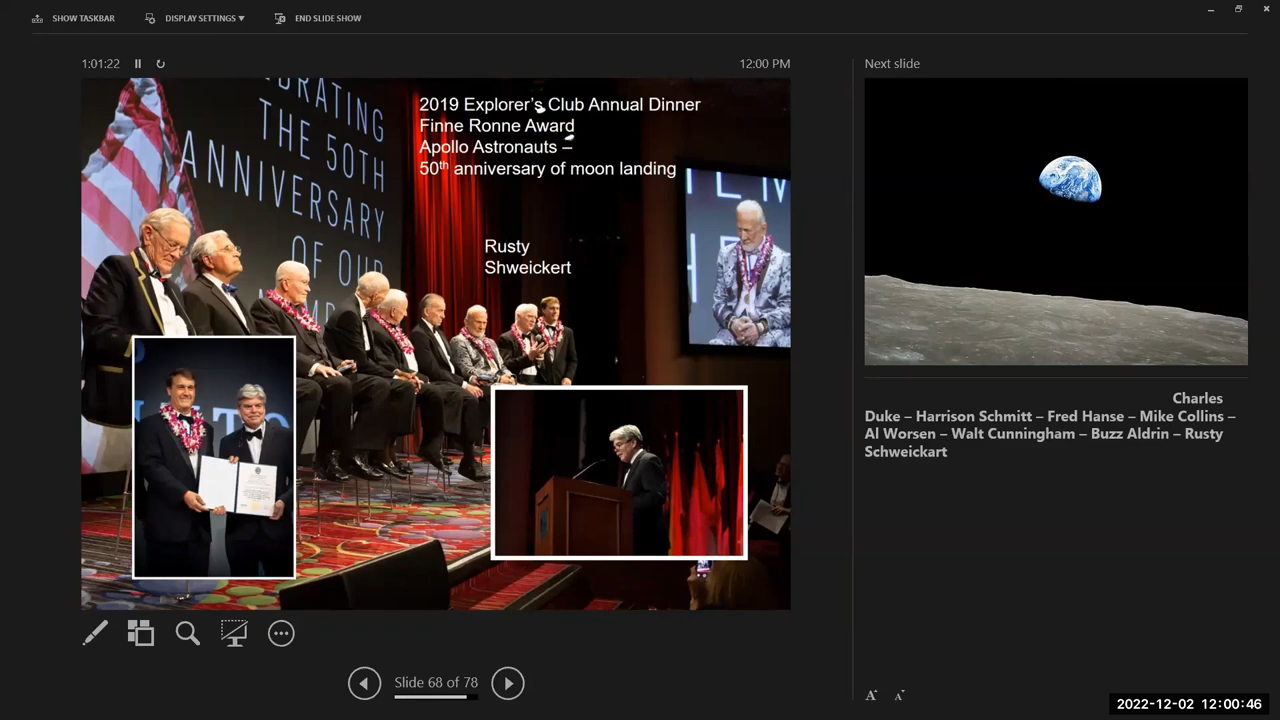 SHOW TASKBAR
DISPLAY SETTINGS ▼
END SLIDE SHOW
1:01:22
12:00 PM
Next slide
BRATING
THE 50TH
ANNIVERSARY
OF OUR
2019 Explorer's Club Annual Dinner
Finne Ronne Award
Apollo Astronauts –
50th anniversary of moon landing
Rusty
Shweickert
Charles
Duke – Harrison Schmitt – Fred Hanse – Mike Collins –
Al Worsen – Walt Cunningham – Buzz Aldrin – Rusty
Schweickart
Slide 68 of 78
A
A
2022-12-02 12:00:46